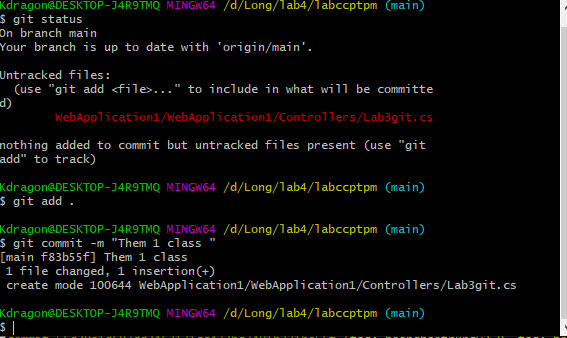 Kdragon@DESKTOP-J4R9TMQ MINGW64 /d/Long/lab4/labccptpm (main)
$ git status
On branch main
Your branch is up to date with 'origin/main'.
Untracked files:
(use "git add <file>..." to include in what will be committe
d)
WebApplication1/WebApplication1/Controllers/Lab3git.cs
nothing added to commit but untracked files present (use "git
add" to track)
Kdragon@DESKTOP-J4R9TMQ MINGW64 /d/Long/lab4/labccptpm (main)
$ git add .
Kdragon@DESKTOP-J4R9TMQ MINGW64 /d/Long/lab4/labccptpm (main)
$ git commit -m "Them 1 class "
[main f83b55f] Them 1 class
1 file changed, 1 insertion(+)
create mode 100644 WebApplication1/WebApplication1/Controllers/Lab3git.cs
Kdragon@DESKTOP-J4R9TMQ MINGW64 /d/Long/lab4/labccptpm (main)
$